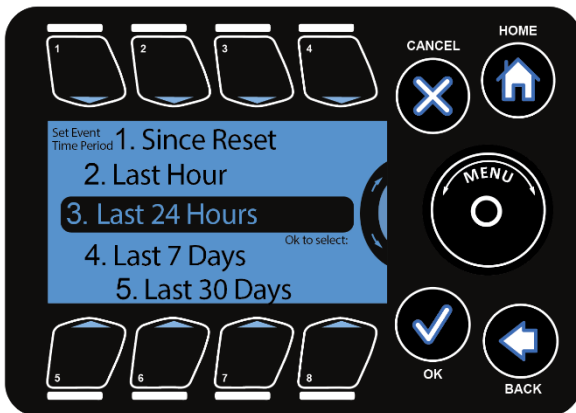 HOME
CANCEL
1 2 3 4
Set Event
Time Period
1. Since Reset
2. Last Hour
3. Last 24 Hours
Ok to select:
4. Last 7 Days
5. Last 30 Days
MENU
5 6 7 8
OK
BACK